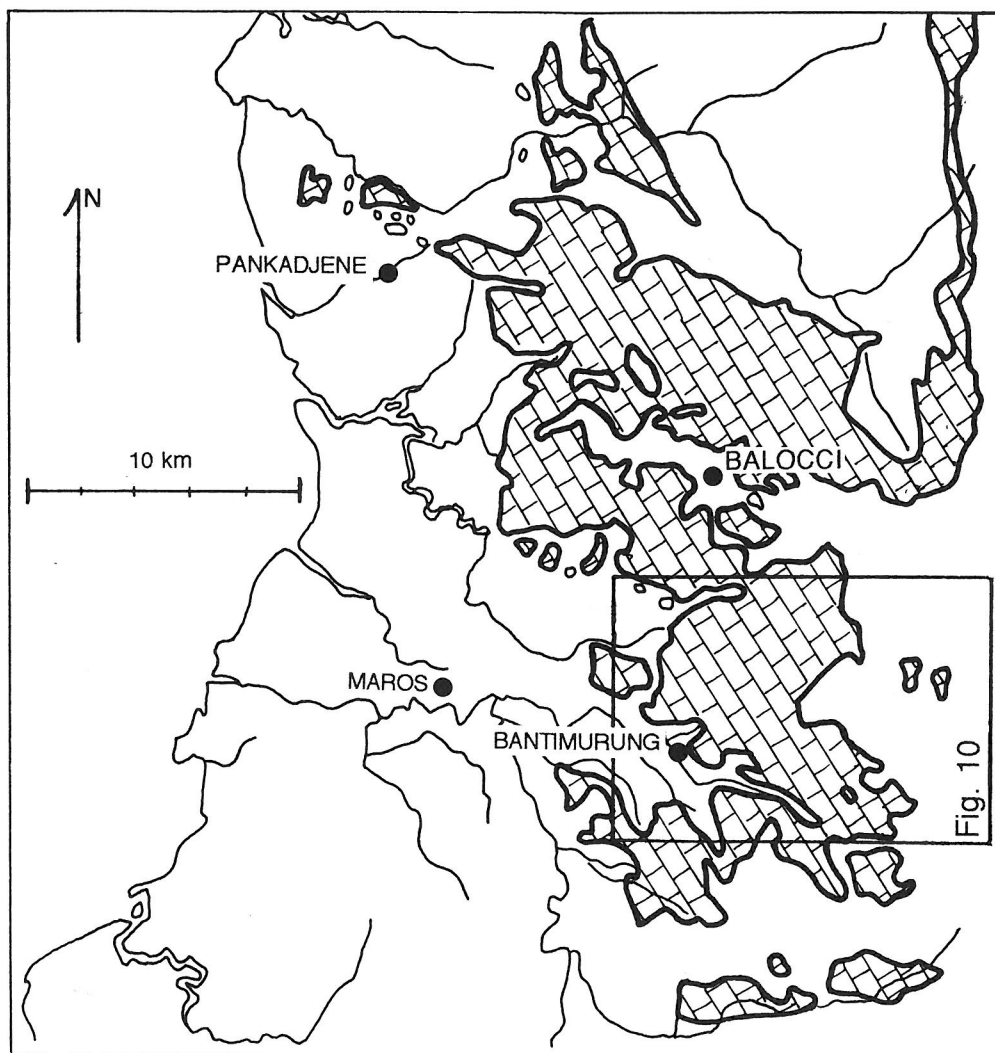 N
PANKADJENE
10 km
BALOCCI
MAROS
BANTIMURUNG
Fig. 10